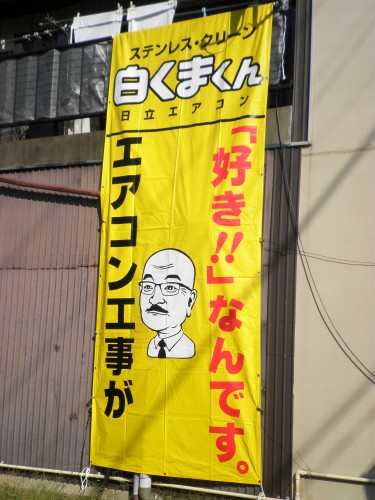 ステンレス・クリーン
白くまくん
日立エアコン
エアコン工事が
「好き!!」なんです。